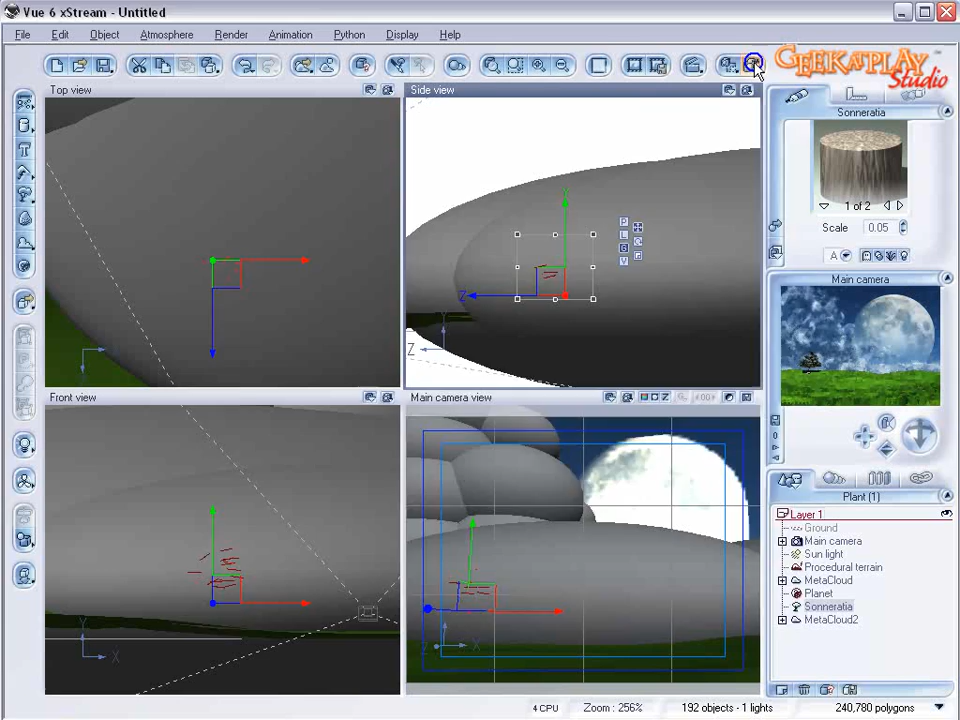 Vue 6 xStream - Untitled
File Edit Object Atmosphere Render Animation Python Display Help
GEEKATPLAY
Studio
Top view
Side view
Sonneratia
1 of 2
Scale 0.05
A
Main camera
Y
P
L
G
V
Z
Y
Z
X
Front view
Main camera view
Plant (1)
Layer 1
Ground
Main camera
Sun light
Procedural terrain
MetaCloud
Planet
Sonneratia
MetaCloud2
Y
X
Z
X
4 CPU
Zoom : 256%
192 objects - 1 lights
240,780 polygons